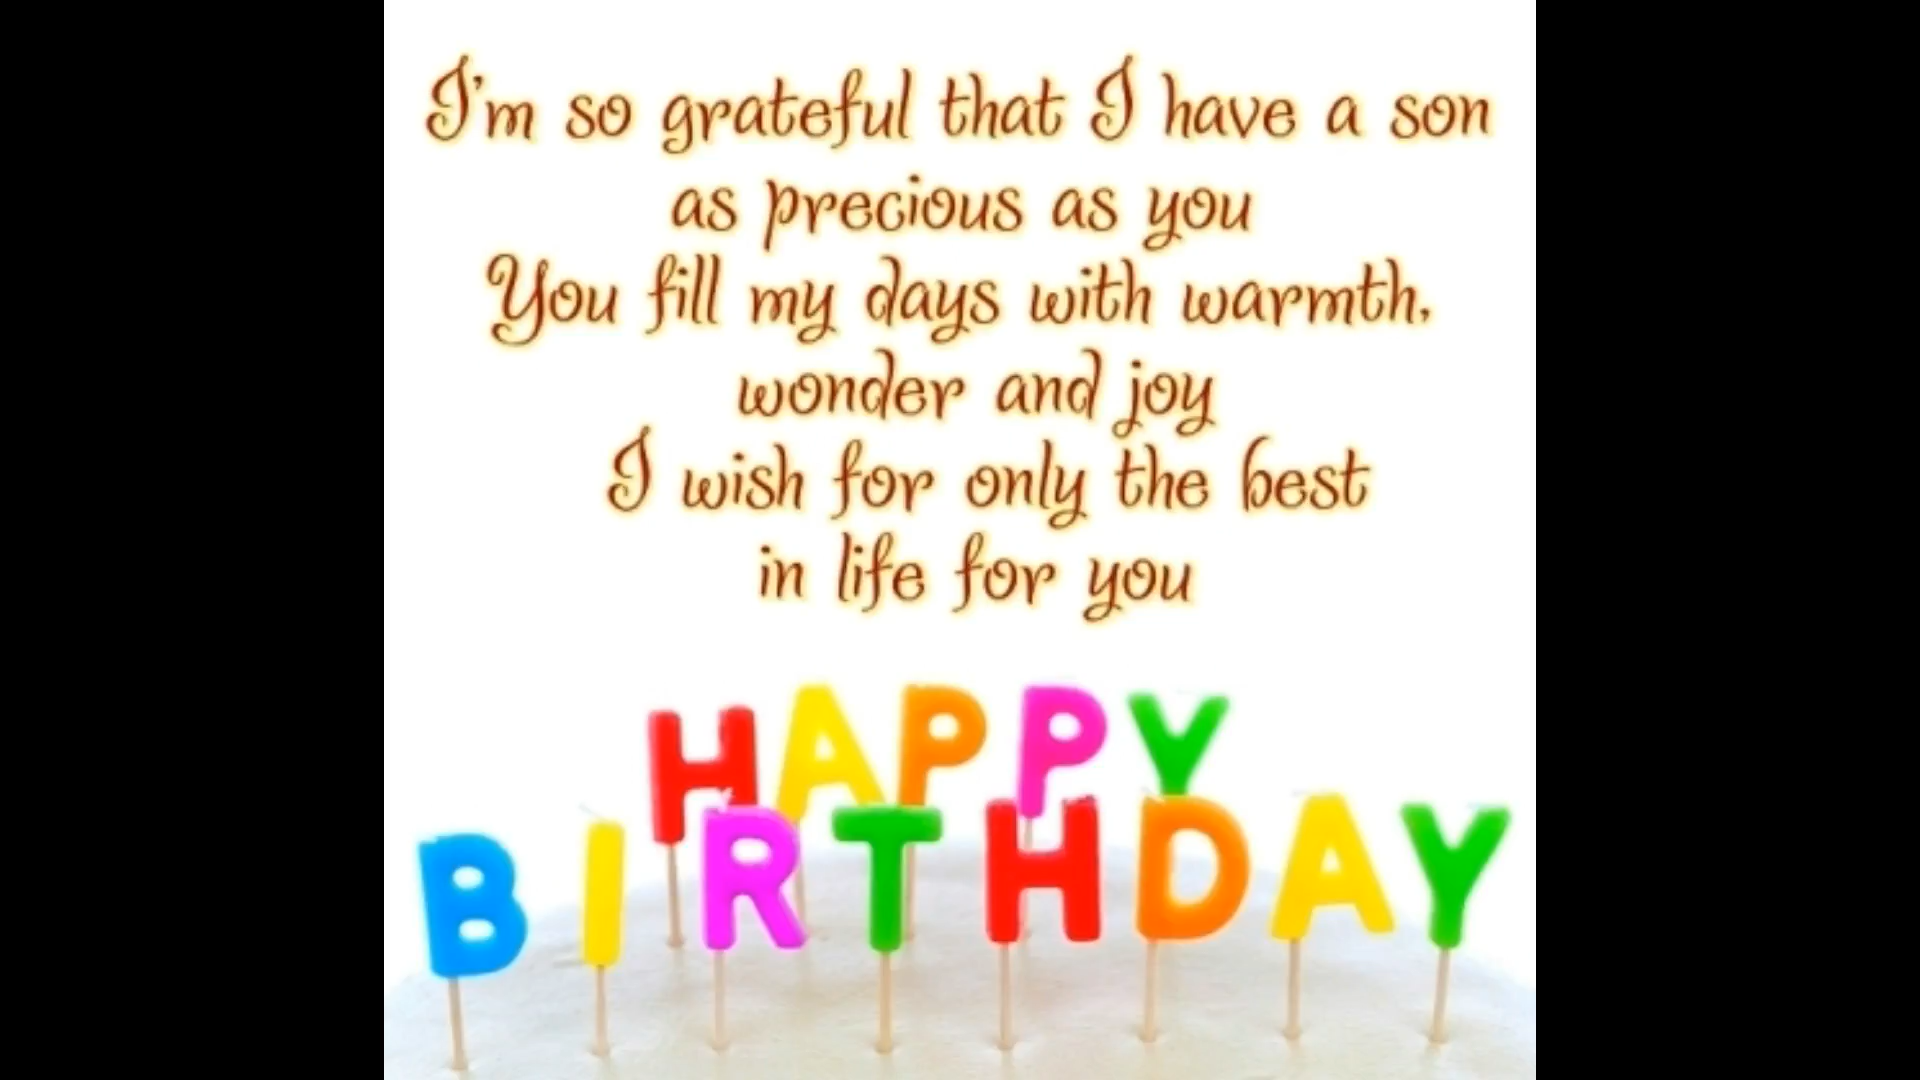 I'm so grateful that I have a son
as precious as you
You fill my days with warmth,
wonder and joy
I wish for only the best
in life for you
HAPPY
BIRTHDAY